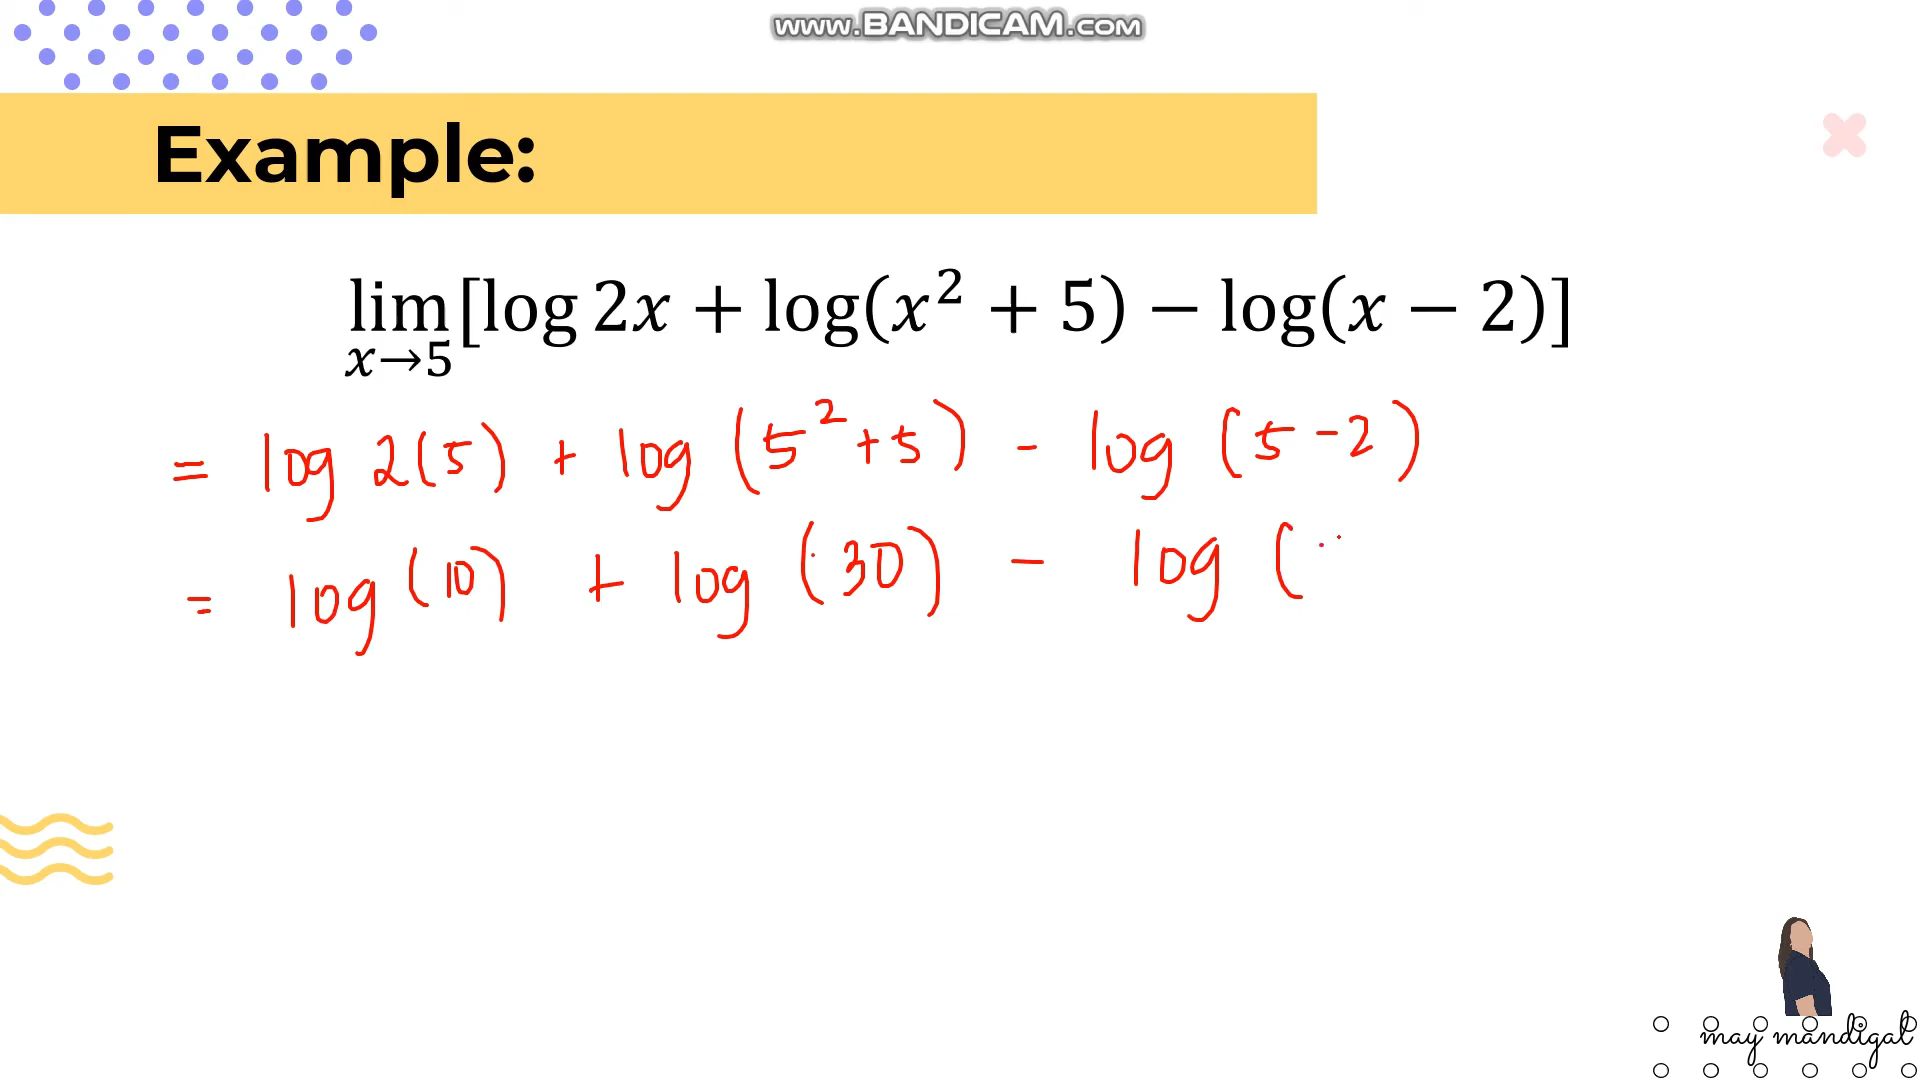 www.BANDICAM.com
Example:
lim x→5 [log 2x + log(x² + 5) − log(x − 2)]
= log 2(5) + log (5² + 5) - log (5 - 2)
= log (10) + log (30) - log (
may mandigal